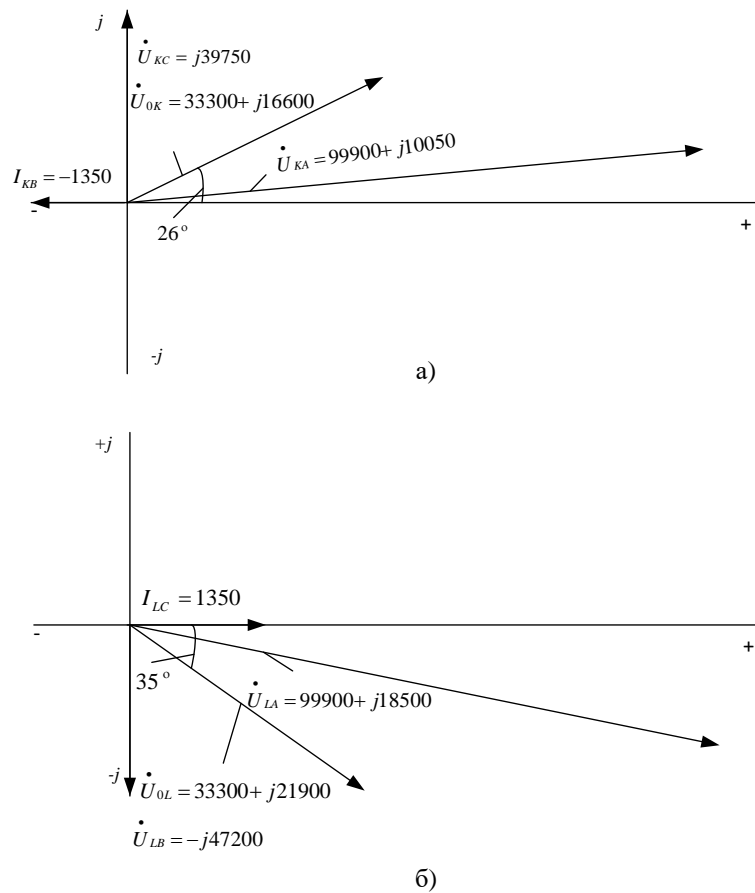 j
U̇KC = j39750
U̇0K = 33300 + j16600
U̇KA = 99900 + j10050
IKB = −1350
-
+
26°
-j
а)
+j
ILC = 1350
-
+
35°
U̇LA = 99900 + j18500
-j
U̇0L = 33300 + j21900
U̇LB = −j47200
б)